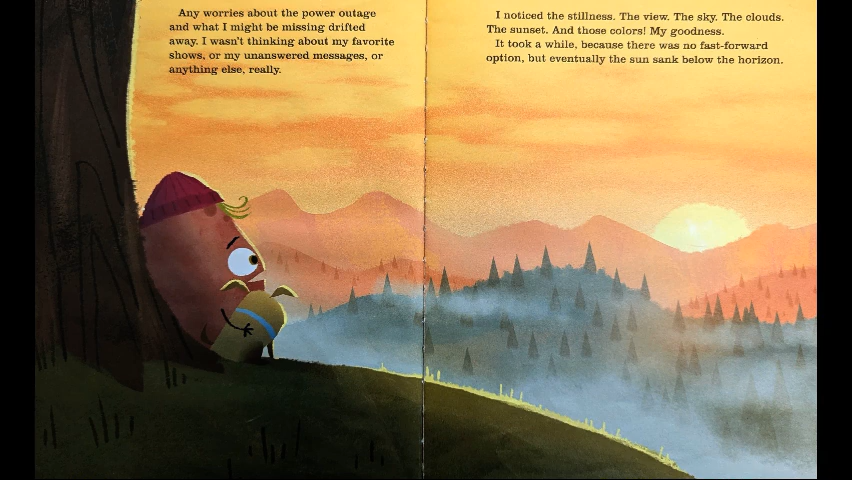 Any worries about the power outage
and what I might be missing drifted
away. I wasn't thinking about my favorite
shows, or my unanswered messages, or
anything else, really.
I noticed the stillness. The view. The sky. The clouds.
The sunset. And those colors! My goodness.
It took a while, because there was no fast-forward
option, but eventually the sun sank below the horizon.